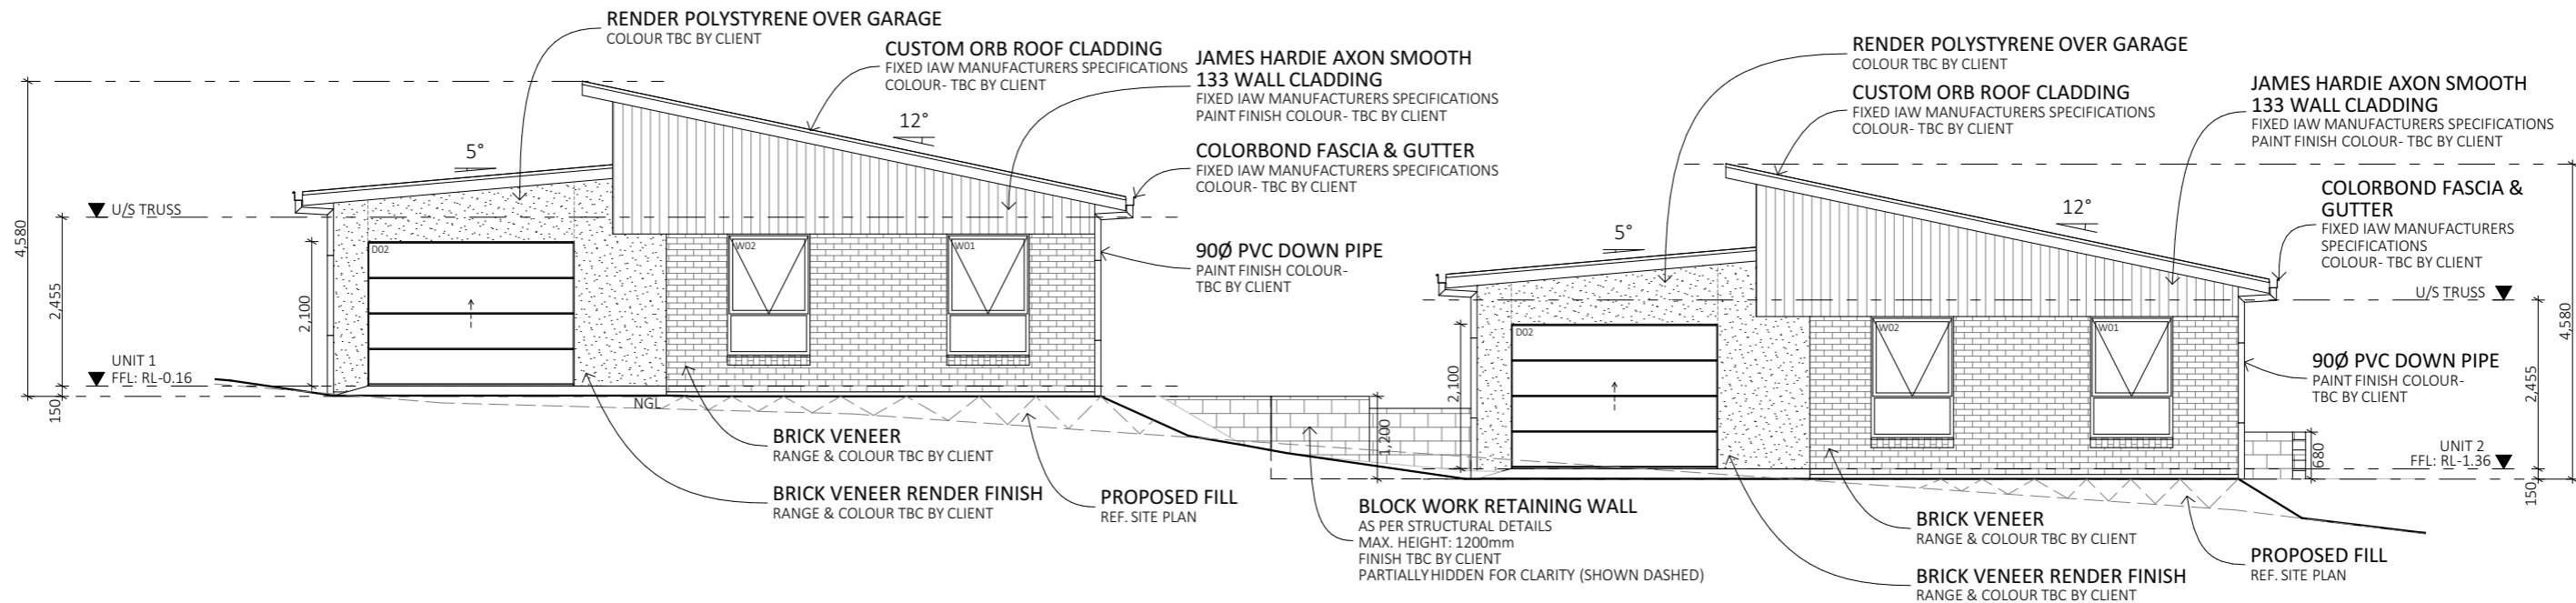 RENDER POLYSTYRENE OVER GARAGE
COLOUR TBC BY CLIENT
CUSTOM ORB ROOF CLADDING
FIXED IAW MANUFACTURERS SPECIFICATIONS
COLOUR- TBC BY CLIENT
JAMES HARDIE AXON SMOOTH
133 WALL CLADDING
FIXED IAW MANUFACTURERS SPECIFICATIONS
PAINT FINISH COLOUR- TBC BY CLIENT
12°
5°
COLORBOND FASCIA & GUTTER
FIXED IAW MANUFACTURERS SPECIFICATIONS
COLOUR- TBC BY CLIENT
U/S TRUSS
4,580
2,455
2,100
D02
W02
W01
90Ø PVC DOWN PIPE
PAINT FINISH COLOUR-
TBC BY CLIENT
UNIT 1
FFL: RL-0.16
150
NGL
BRICK VENEER
RANGE & COLOUR TBC BY CLIENT
BRICK VENEER RENDER FINISH
RANGE & COLOUR TBC BY CLIENT
PROPOSED FILL
REF. SITE PLAN
RENDER POLYSTYRENE OVER GARAGE
COLOUR TBC BY CLIENT
CUSTOM ORB ROOF CLADDING
FIXED IAW MANUFACTURERS SPECIFICATIONS
COLOUR- TBC BY CLIENT
JAMES HARDIE AXON SMOOTH
133 WALL CLADDING
FIXED IAW MANUFACTURERS SPECIFICATIONS
PAINT FINISH COLOUR- TBC BY CLIENT
12°
5°
COLORBOND FASCIA &
GUTTER
FIXED IAW MANUFACTURERS
SPECIFICATIONS
COLOUR- TBC BY CLIENT
U/S TRUSS
4,580
2,455
2,100
D02
W02
W01
90Ø PVC DOWN PIPE
PAINT FINISH COLOUR-
TBC BY CLIENT
1,200
680
UNIT 2
FFL: RL-1.36
150
BLOCK WORK RETAINING WALL
AS PER STRUCTURAL DETAILS
MAX. HEIGHT: 1200mm
FINISH TBC BY CLIENT
PARTIALLY HIDDEN FOR CLARITY (SHOWN DASHED)
BRICK VENEER
RANGE & COLOUR TBC BY CLIENT
BRICK VENEER RENDER FINISH
RANGE & COLOUR TBC BY CLIENT
PROPOSED FILL
REF. SITE PLAN